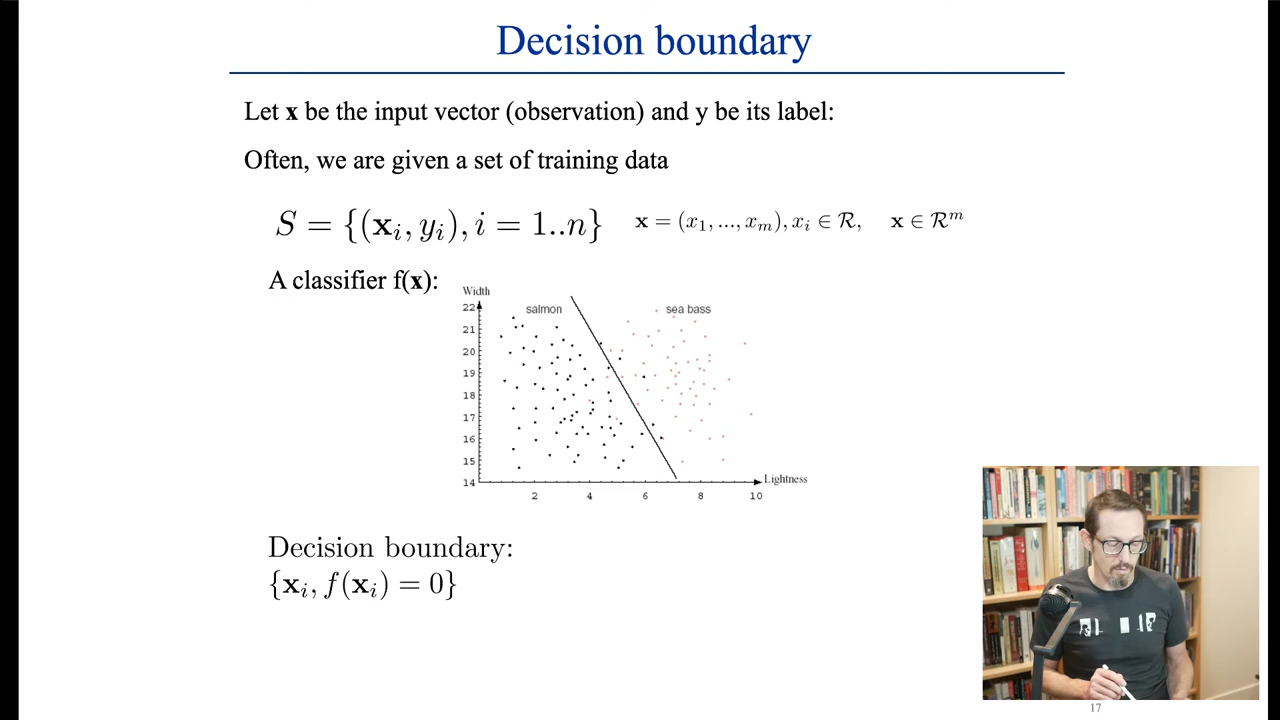 Decision boundary
Let x be the input vector (observation) and y be its label:
Often, we are given a set of training data
S = {(xᵢ, yᵢ), i = 1..n} x = (x₁, ..., xₘ), xᵢ ∈ ℛ, x ∈ ℛᵐ
A classifier f(x):
Width
salmon sea bass
22
21
20
19
18
17
16
15
14
2 4 6 8 10
Lightness
Decision boundary:
{xᵢ, f(xᵢ) = 0}
17